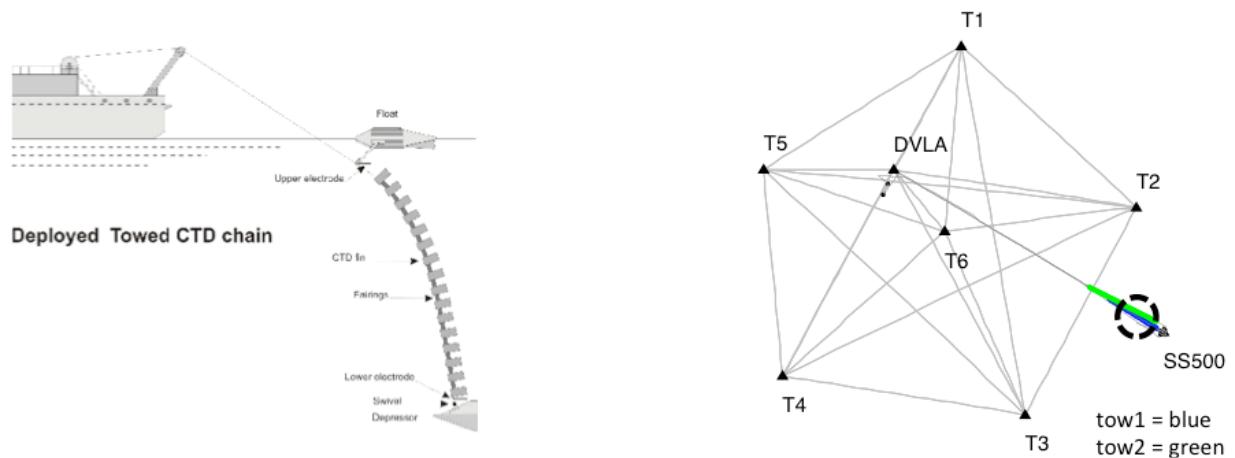 Float
Upper electrode
Deployed Towed CTD chain
CTD fin
Fairings
Lower electrode
Swivel
Depressor
T1
T5
DVLA
T2
T6
SS500
T4
T3
tow1 = blue
tow2 = green